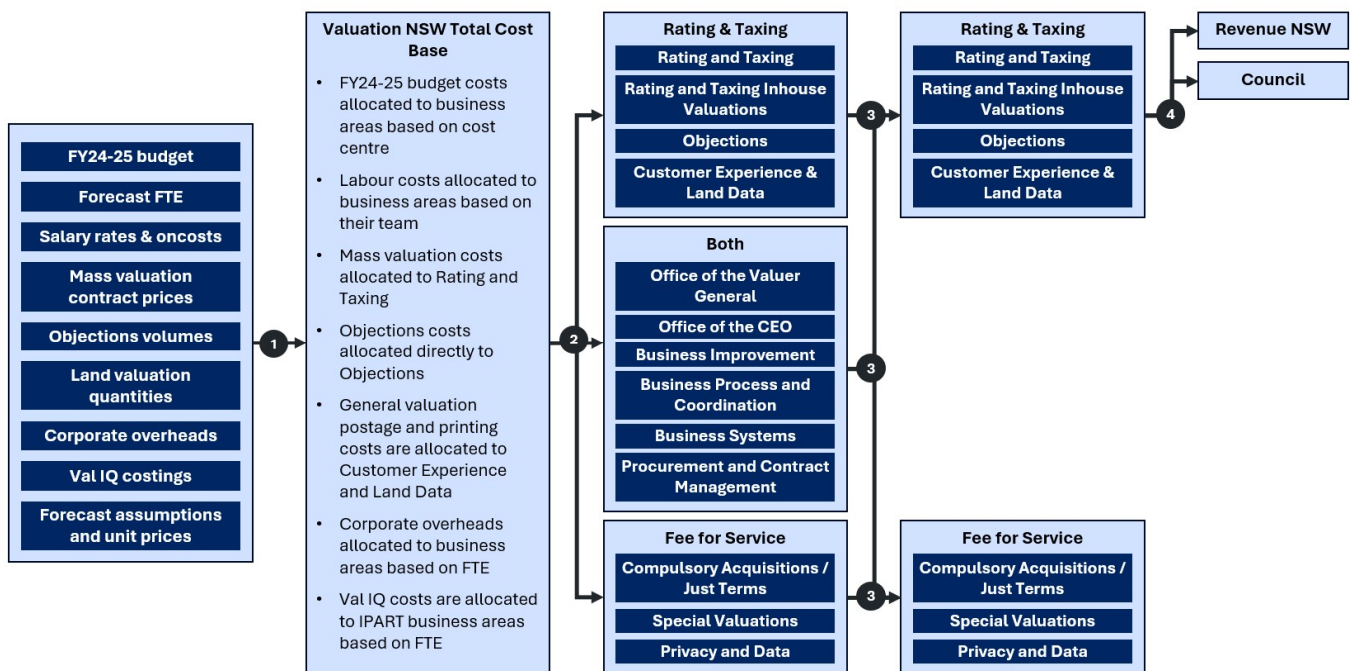 FY24-25 budget
Forecast FTE
Salary rates & oncosts
Mass valuation
contract prices
Objections volumes
Land valuation
quantities
Corporate overheads
Val IQ costings
Forecast assumptions
and unit prices
1
Valuation NSW Total Cost
Base
• FY24-25 budget costs
allocated to business
areas based on cost
centre
• Labour costs allocated to
business areas based on
their team
• Mass valuation costs
allocated to Rating and
Taxing
• Objections costs
allocated directly to
Objections
• General valuation
postage and printing
costs are allocated to
Customer Experience
and Land Data
• Corporate overheads
allocated to business
areas based on FTE
• Val IQ costs are allocated
to IPART business areas
based on FTE
2
Rating & Taxing
Rating and Taxing
Rating and Taxing Inhouse
Valuations
Objections
Customer Experience &
Land Data
Both
Office of the Valuer
General
Office of the CEO
Business Improvement
Business Process and
Coordination
Business Systems
Procurement and Contract
Management
Fee for Service
Compulsory Acquisitions /
Just Terms
Special Valuations
Privacy and Data
3
3
3
Rating & Taxing
Rating and Taxing
Rating and Taxing Inhouse
Valuations
Objections
Customer Experience &
Land Data
Fee for Service
Compulsory Acquisitions /
Just Terms
Special Valuations
Privacy and Data
4
Revenue NSW
Council